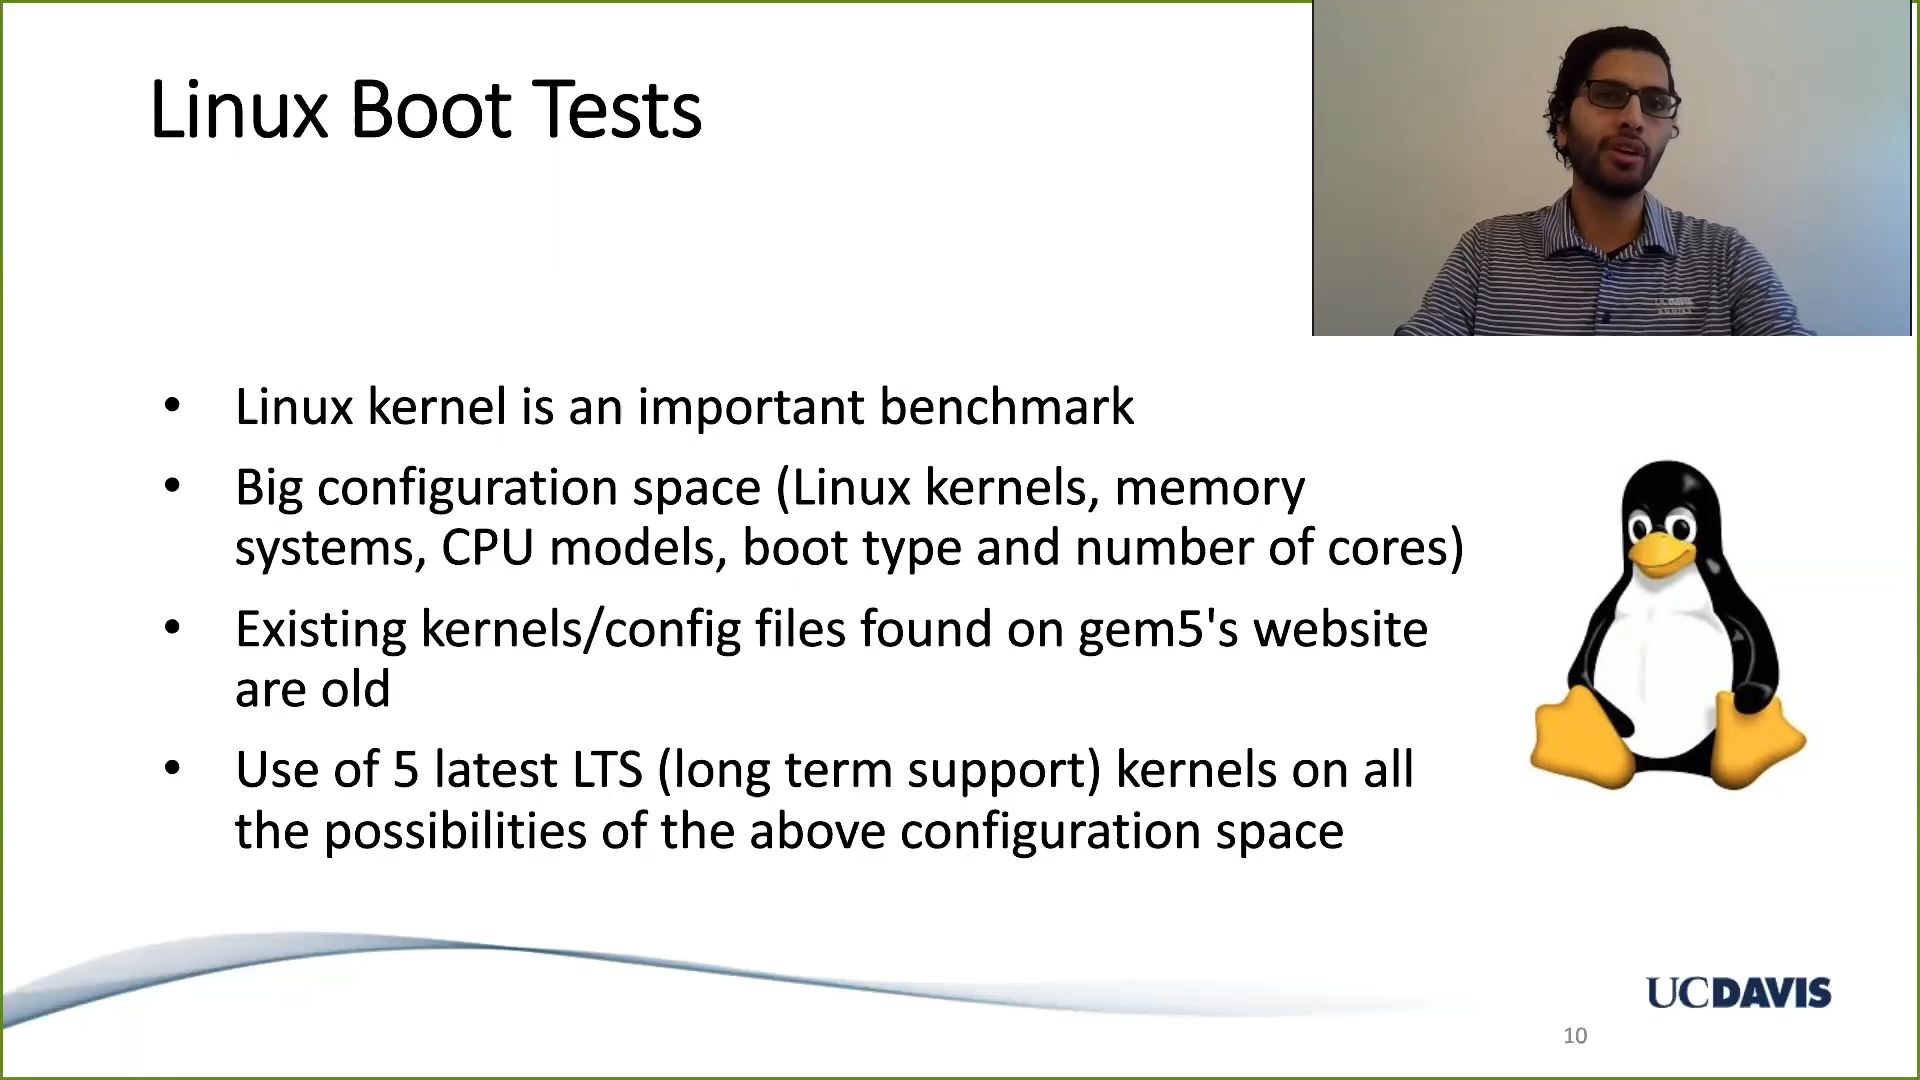 Linux Boot Tests
• Linux kernel is an important benchmark
• Big configuration space (Linux kernels, memory
systems, CPU models, boot type and number of cores)
• Existing kernels/config files found on gem5's website
are old
• Use of 5 latest LTS (long term support) kernels on all
the possibilities of the above configuration space
UCDAVIS
10